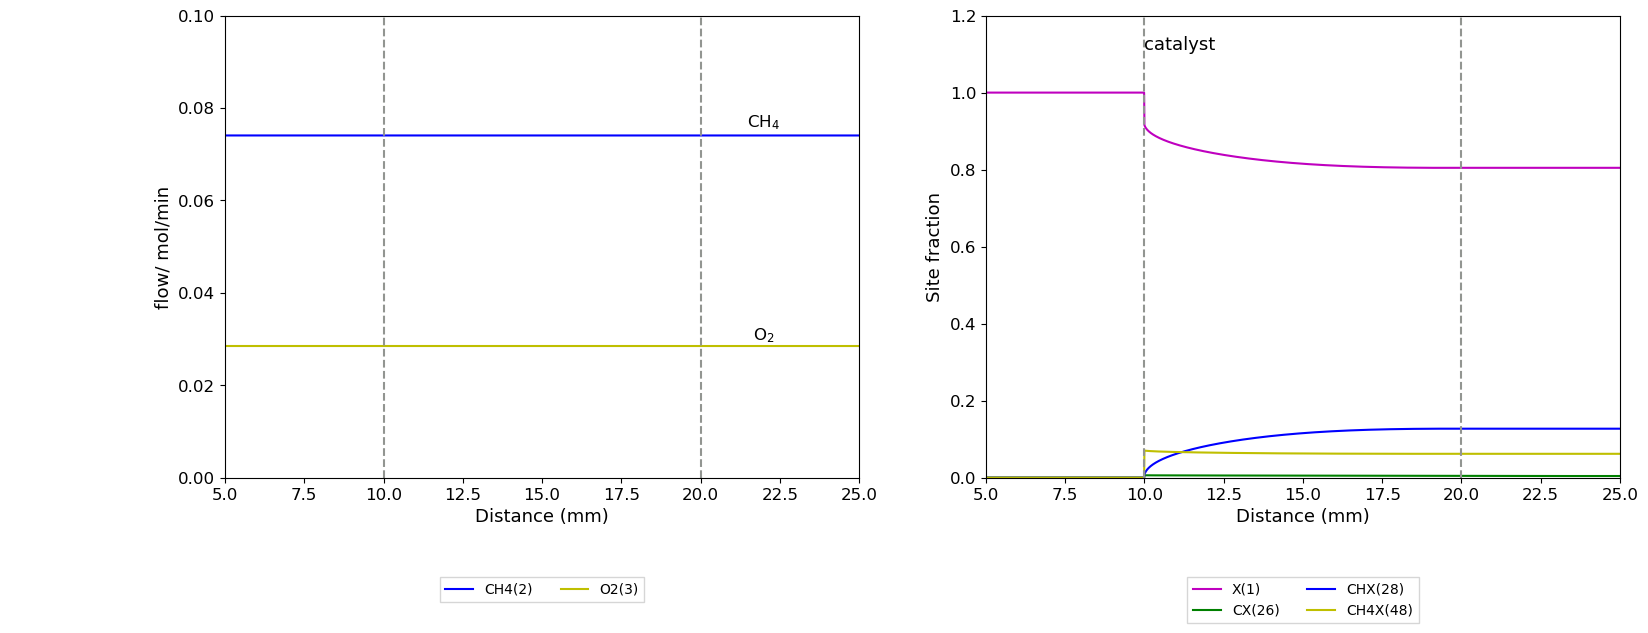 0.10
0.08
0.06
0.04
0.02
0.00
flow/ mol/min
CH4
O2
5.0 7.5 10.0 12.5 15.0 17.5 20.0 22.5 25.0
Distance (mm)
CH4(2) O2(3)
1.2
1.0
0.8
0.6
0.4
0.2
0.0
Site fraction
catalyst
5.0 7.5 10.0 12.5 15.0 17.5 20.0 22.5 25.0
Distance (mm)
X(1) CHX(28)
CX(26) CH4X(48)